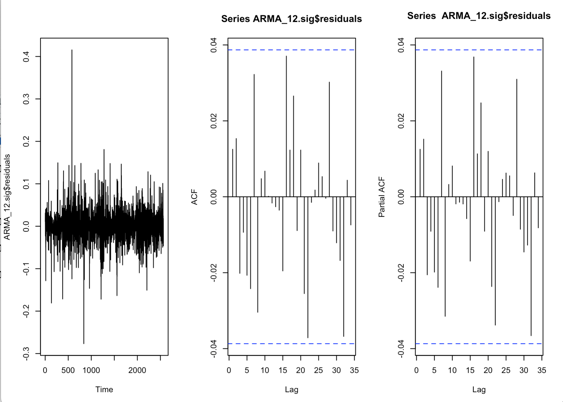 Series ARMA_12.sig$residuals
Series ARMA_12.sig$residuals
ARMA_12.sig$residuals
-0.3 -0.2 -0.1 0.0 0.1 0.2 0.3 0.4
0 500 1000 2000
Time
ACF
-0.04 -0.02 0.00 0.02 0.04
0 5 10 15 20 25 30 35
Lag
Partial ACF
-0.04 -0.02 0.00 0.02 0.04
0 5 10 15 20 25 30 35
Lag